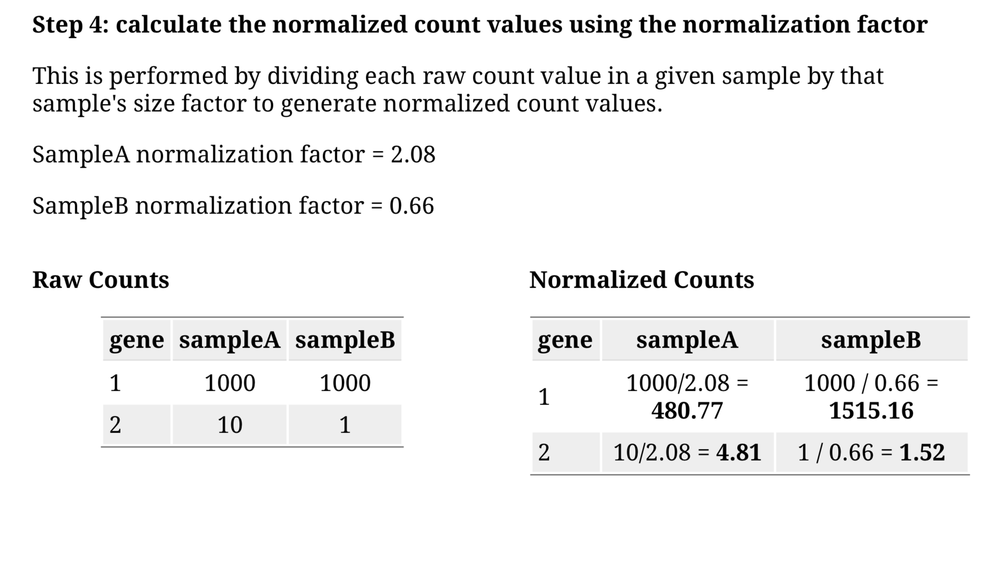 Step 4: calculate the normalized count values using the normalization factor
This is performed by dividing each raw count value in a given sample by that
sample's size factor to generate normalized count values.
SampleA normalization factor = 2.08
SampleB normalization factor = 0.66
Raw Counts
gene sampleA sampleB
1 1000 1000
2 10 1
Normalized Counts
gene sampleA sampleB
1 1000/2.08 = 1000 / 0.66 =
480.77 1515.16
2 10/2.08 = 4.81 1 / 0.66 = 1.52